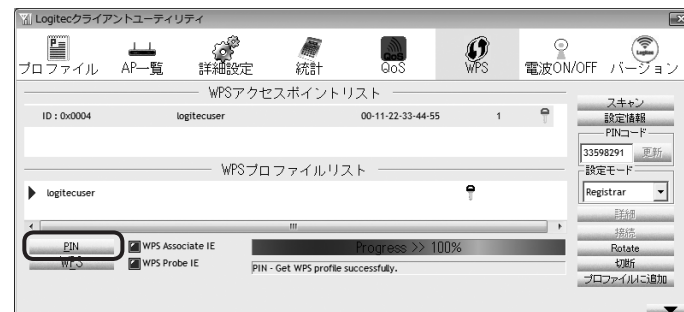 Logitecクライアントユーティリティ
プロファイル AP一覧 詳細設定 統計 QoS WPS 電波ON/OFF バージョン
WPSアクセスポイントリスト
ID : 0x0004 logitecuser 00-11-22-33-44-55 1
WPSプロファイルリスト
logitecuser
PIN
WPS
WPS Associate IE
WPS Probe IE
Progress >> 100%
PIN - Get WPS profile successfully.
スキャン
設定情報
PINコード
33598291 更新
設定モード
Registrar
詳細
接続
Rotate
切断
プロファイルに追加